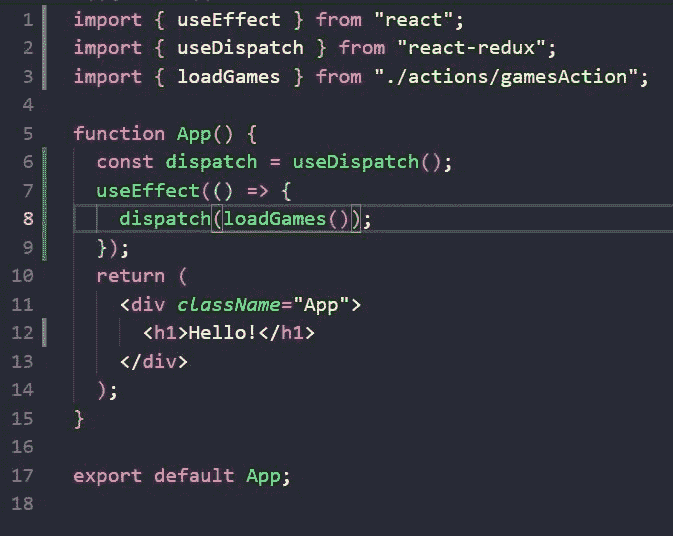 1 import { useEffect } from "react";
2 import { useDispatch } from "react-redux";
3 import { loadGames } from "./actions/gamesAction";
4
5 function App() {
6   const dispatch = useDispatch();
7   useEffect(() => {
8     dispatch(loadGames());
9   });
10   return (
11     <div className="App">
12       <h1>Hello!</h1>
13     </div>
14   );
15 }
16
17 export default App;
18